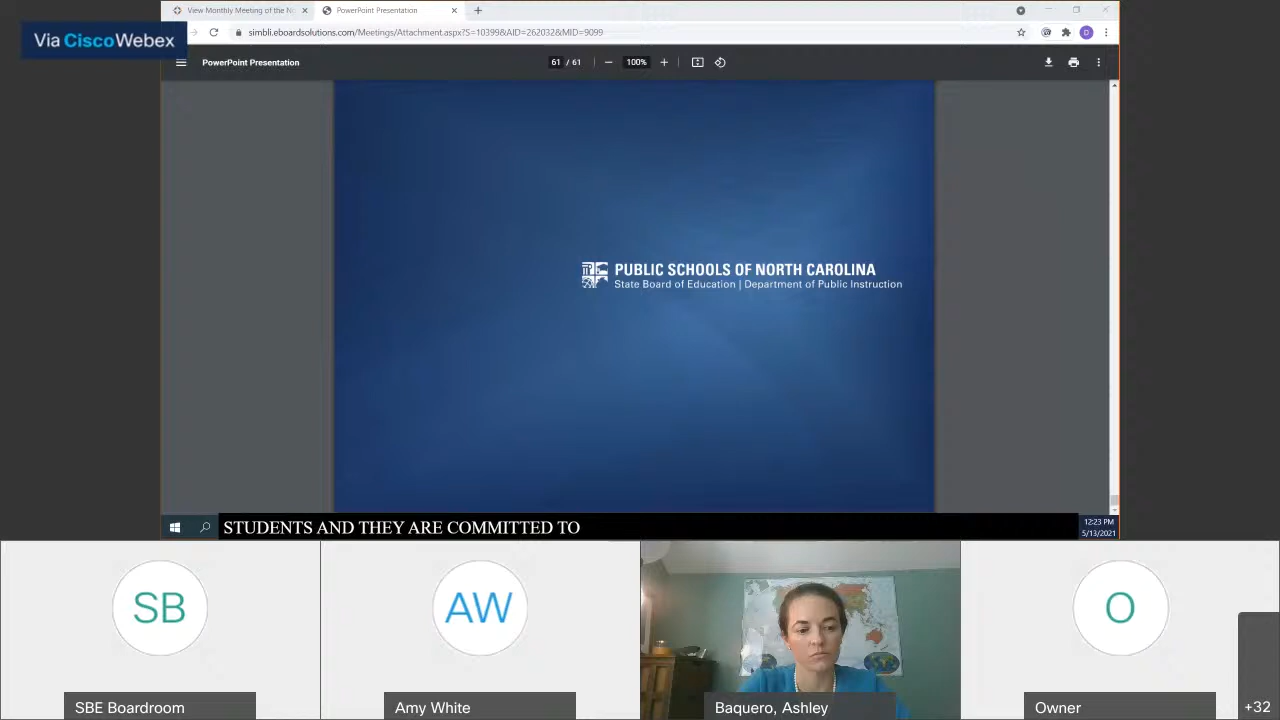 View Monthly Meeting of the N
PowerPoint Presentation
Via CiscoWebex
simbli.eboardsolutions.com/Meetings/Attachment.aspx?S=10399&AID=262032&MID=9099
D
PowerPoint Presentation
61 / 61
100%
PUBLIC SCHOOLS OF NORTH CAROLINA
State Board of Education | Department of Public Instruction
STUDENTS AND THEY ARE COMMITTED TO
12:23 PM
5/13/2021
SB
AW
O
SBE Boardroom
Amy White
Baquero, Ashley
Owner
+32